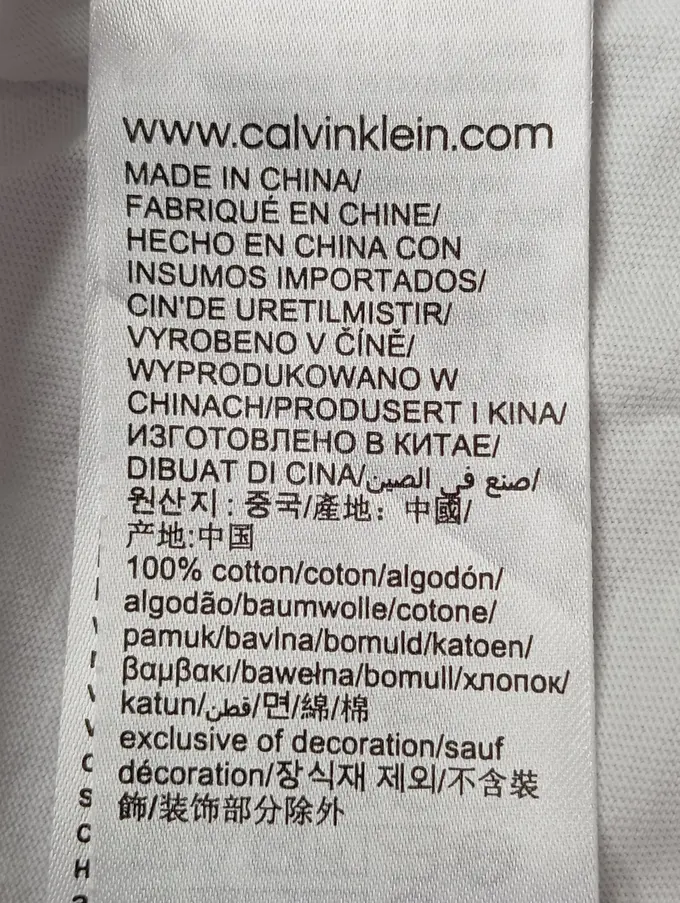 www.calvinklein.com
MADE IN CHINA/
FABRIQUÉ EN CHINE/
HECHO EN CHINA CON
INSUMOS IMPORTADOS/
CIN'DE URETILMISTIR/
VYROBENO V ČÍNĚ/
WYPRODUKOWANO W
CHINACH/PRODUSERT I KINA/
ИЗГОТОВЛЕНО В КИТАЕ/
DIBUAT DI CINA/صنع في الصين/
원산지 : 중국/產地：中國/
产地:中国
100% cotton/coton/algodón/
algodão/baumwolle/cotone/
pamuk/bavlna/bomuld/katoen/
βαμβακι/bawełna/bomull/хлопок/
katun/قطن/면/綿/棉
exclusive of decoration/sauf
décoration/장식재 제외/不含裝
飾/装饰部分除外